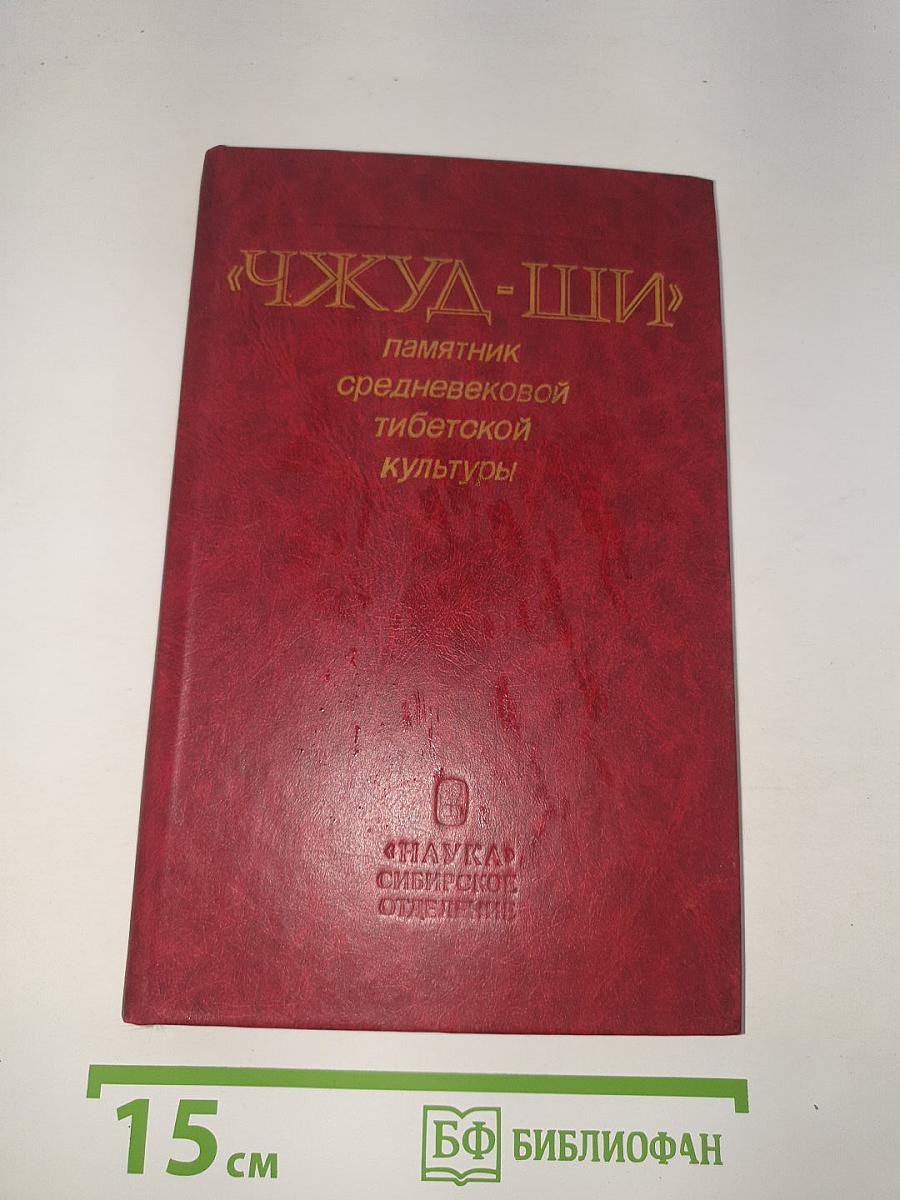 «ЧЖУД-ШИ»
памятник
средневековой
тибетской
культуры
«НАУКА»
СИБИРСКОЕ
ОТДЕЛЕНИЕ
15 см
БФ БИБЛИОФАН